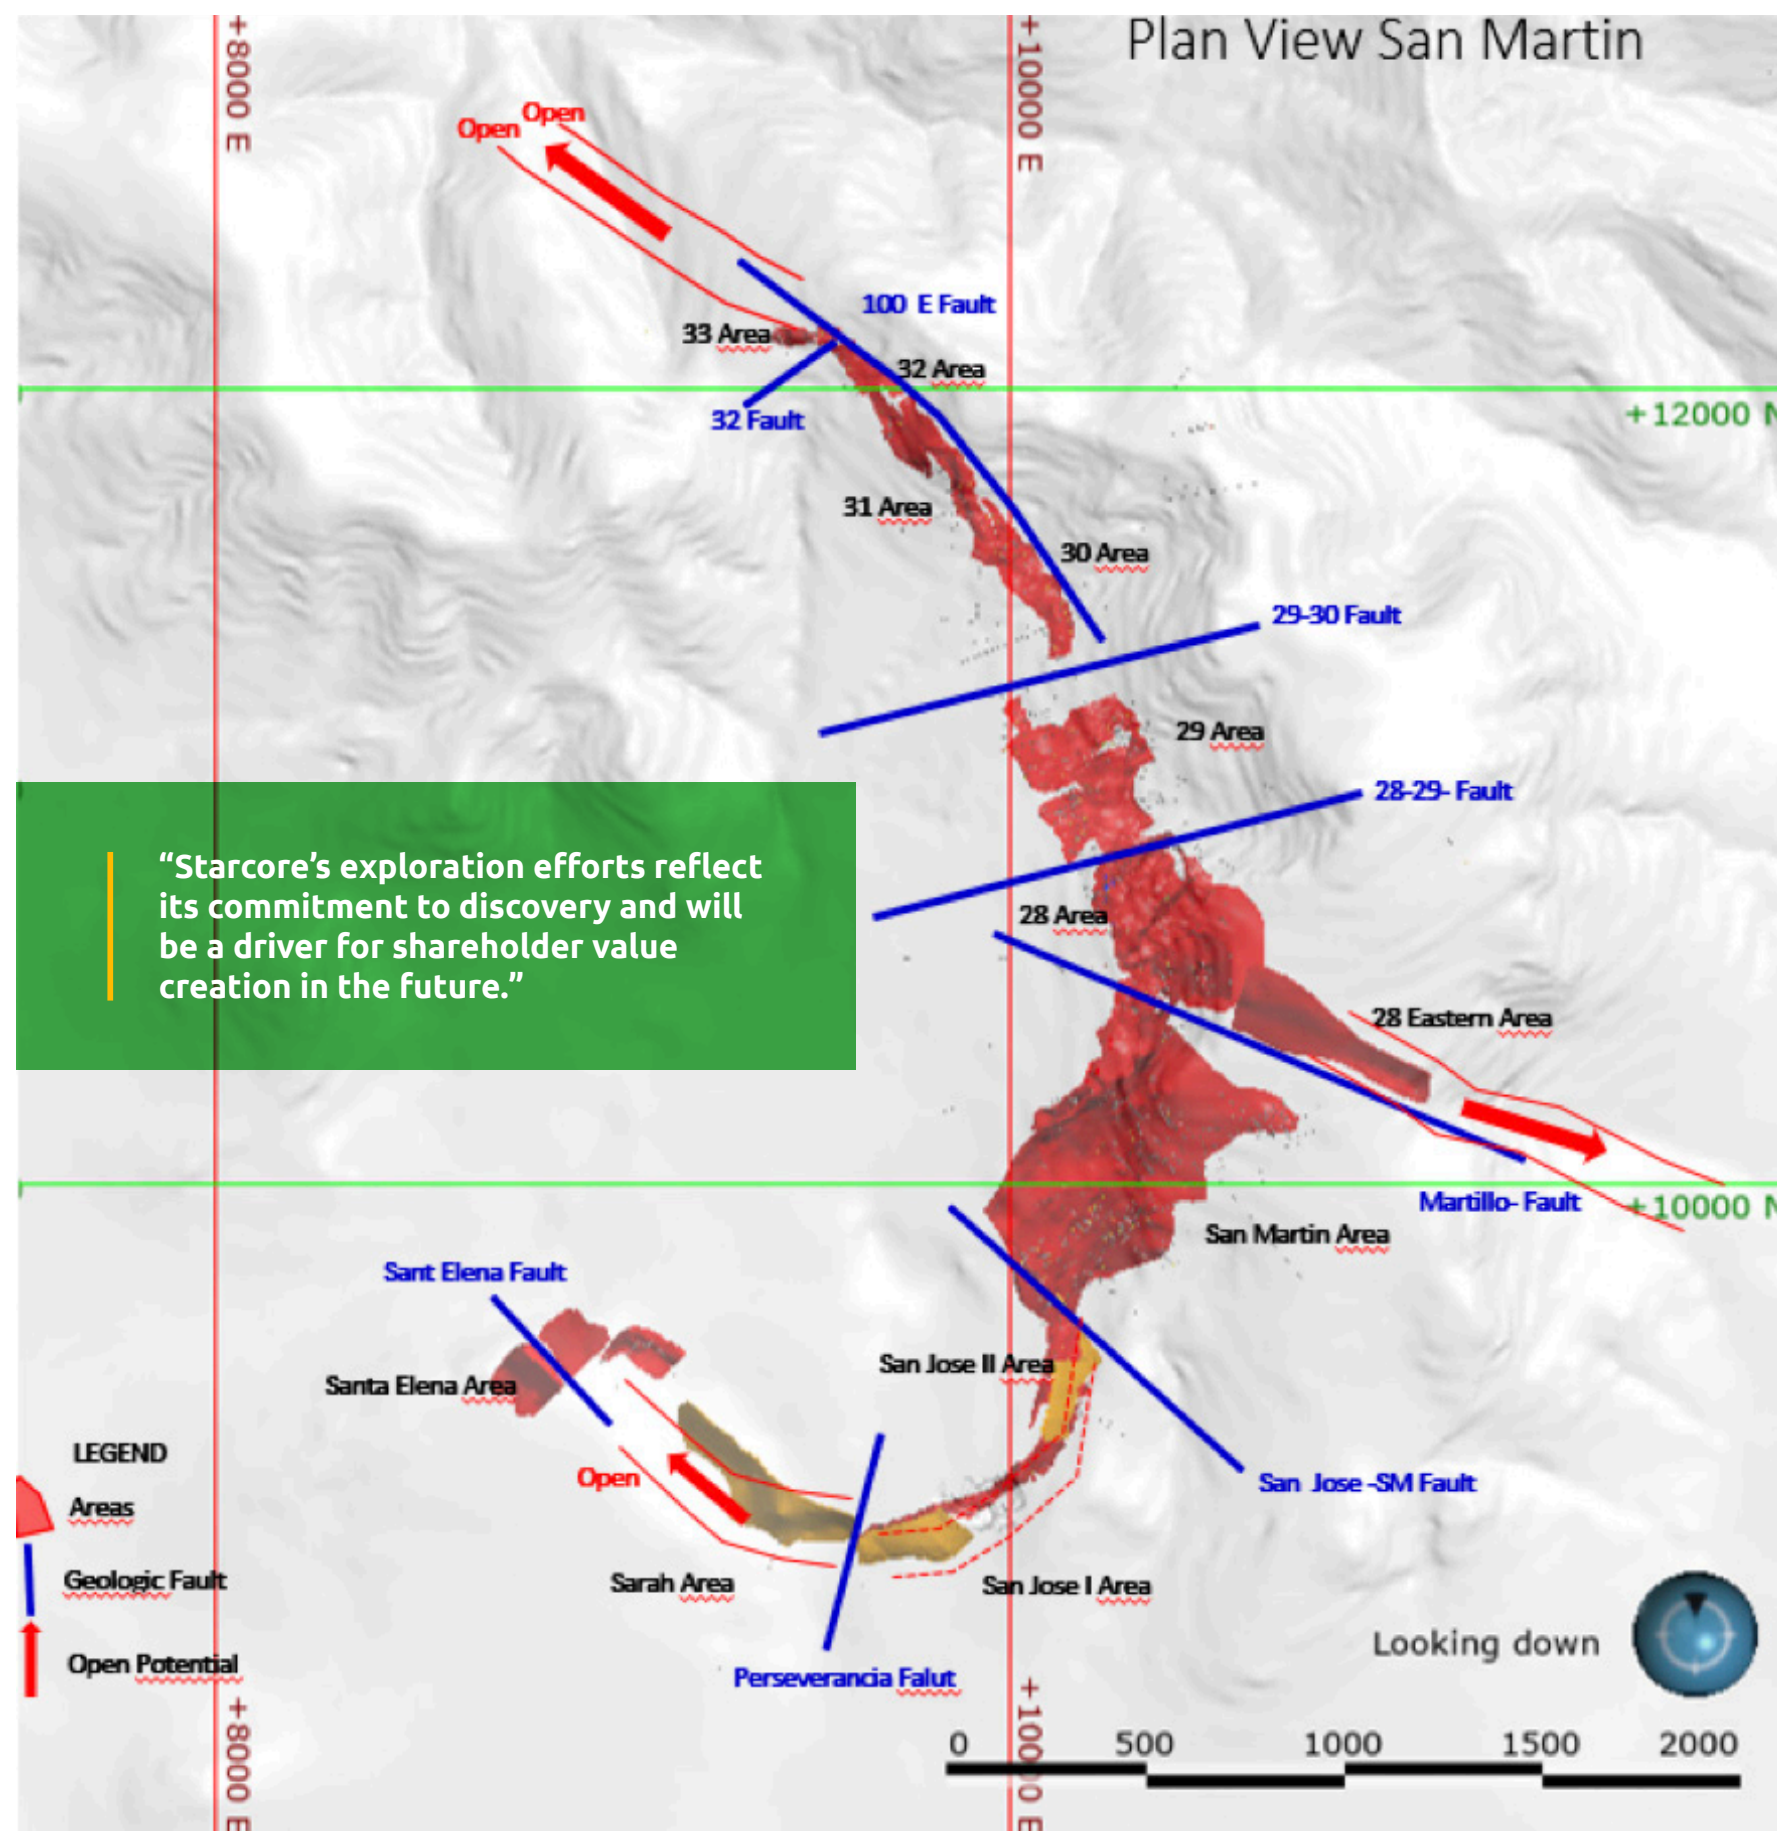 Plan View San Martin
+8000 E
+10000 E
Open
Open
100 E Fault
33 Area
32 Area
+12000 N
32 Fault
31 Area
30 Area
29-30 Fault
29 Area
28-29- Fault
“Starcore’s exploration efforts reflect
its commitment to discovery and will
be a driver for shareholder value
creation in the future.”
28 Area
28 Eastern Area
Martillo- Fault
+10000 N
San Martin Area
Sant Elena Fault
San Jose II Area
Santa Elena Area
LEGEND
Open
San Jose -SM Fault
Areas
Geologic Fault
Sarah Area
San Jose I Area
Looking down
Open Potential
Perseverancia Falut
+8000 E
+10000 E
0 500 1000 1500 2000